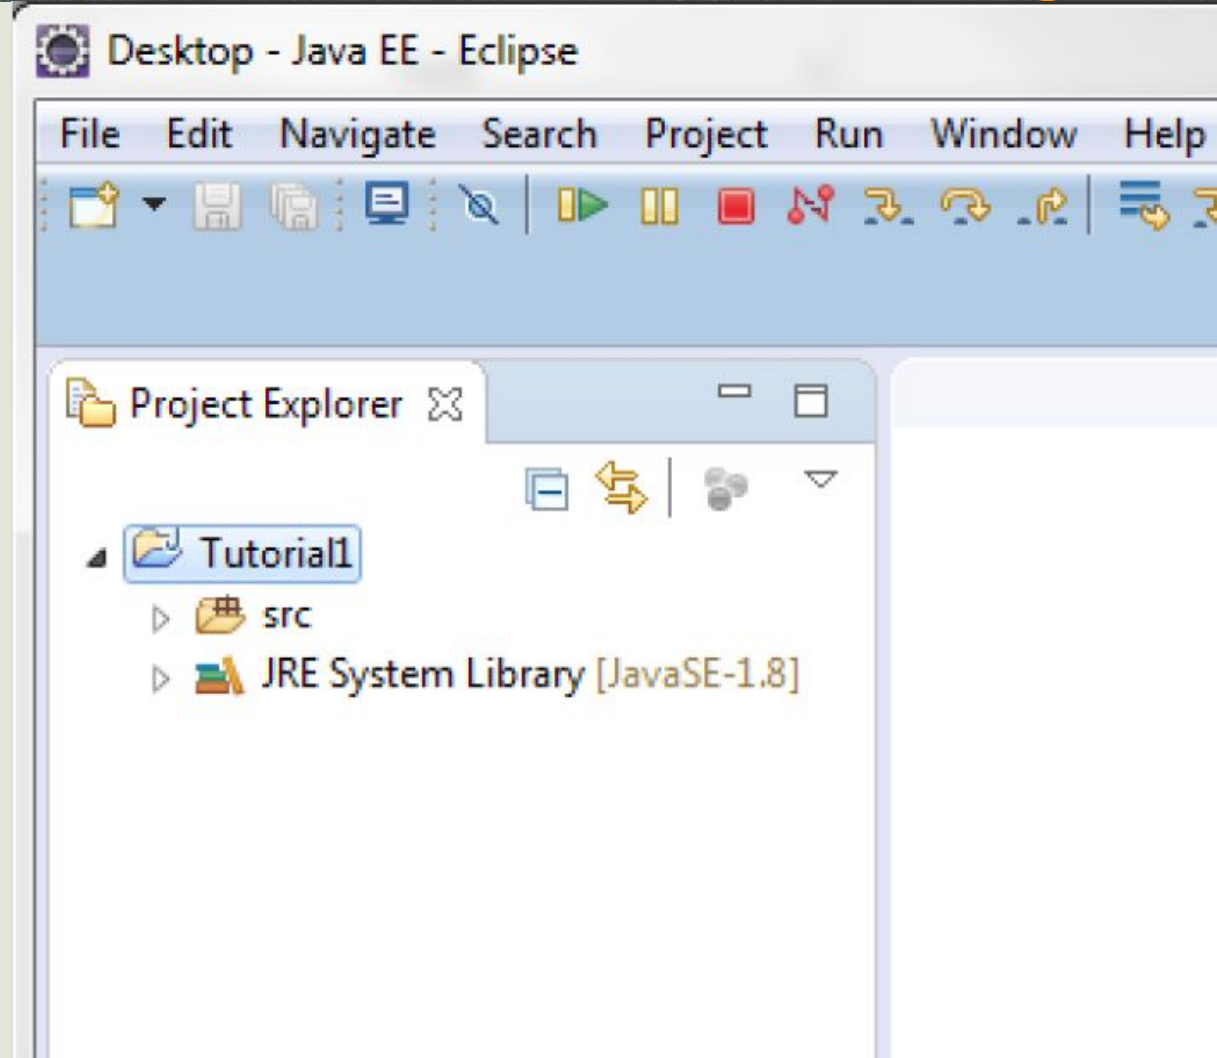 Desktop - Java EE - Eclipse
File Edit Navigate Search Project Run Window Help
Project Explorer
Tutorial1
src
JRE System Library [JavaSE-1.8]